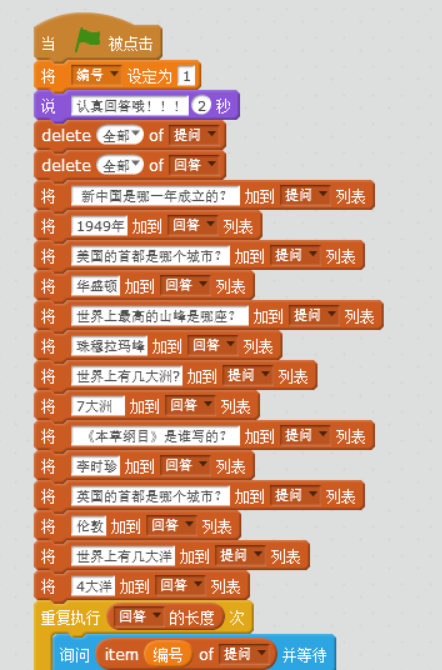 当 被点击
将 编号 设定为 1
说 认真回答哦！！！ 2 秒
delete 全部 of 提问
delete 全部 of 回答
将 新中国是哪一年成立的？ 加到 提问 列表
将 1949年 加到 回答 列表
将 美国的首都是哪个城市？ 加到 提问 列表
将 华盛顿 加到 回答 列表
将 世界上最高的山峰是哪座？ 加到 提问 列表
将 珠穆拉玛峰 加到 回答 列表
将 世界上有几大洲? 加到 提问 列表
将 7大洲 加到 回答 列表
将 《本草纲目》是谁写的？ 加到 提问 列表
将 李时珍 加到 回答 列表
将 英国的首都是哪个城市？ 加到 提问 列表
将 伦敦 加到 回答 列表
将 世界上有几大洋 加到 提问 列表
将 4大洋 加到 回答 列表
重复执行 回答 的长度 次
询问 item 编号 of 提问 并等待